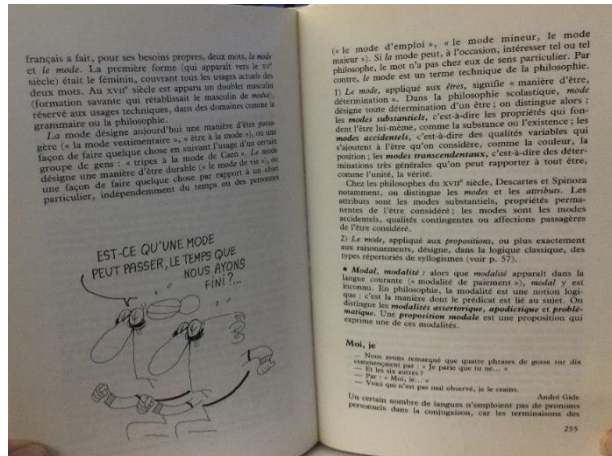 français a fait, pour ses besoins propres, deux mots, la mode
et le mode. La première forme (qui apparaît vers le XVe
siècle) était le féminin, couvrant tous les usages actuels des
deux mots. Au XVIIe siècle est apparu un doublet masculin
(formation savante qui rétablissait le masculin de modus),
réservé aux usages techniques, dans des domaines comme la
grammaire ou la philosophie.
La mode désigne aujourd'hui une manière d'être passa-
gère (« la mode vestimentaire », « être à la mode »), ou une
façon de faire quelque chose en suivant l'usage d'un certain
groupe de gens : « tripes à la mode de Caen ». Le mode
désigne une manière d'être durable (« le mode de vie »), ou
une façon de faire quelque chose par rapport à un objet
particulier, indépendamment du temps ou des personnes
EST-CE QU'UNE MODE
PEUT PASSER, LE TEMPS QUE
NOUS AYONS
FINI ?...
(« le mode d'emploi », « le mode mineur, le mode
majeur »). Si la mode peut, à l'occasion, intéresser tel ou tel
philosophe, le mot n'a pas chez eux de sens particulier. Par
contre, le mode est un terme technique de la philosophie.
1) Le mode, appliqué aux êtres, signifie « manière d'être,
détermination ». Dans la philosophie scolastique, mode
désigne toute détermination d'un être ; on distingue alors :
les modes substantiels, c'est-à-dire les propriétés qui fon-
dent l'être lui-même, comme la substance ou l'existence ; les
modes accidentels, c'est-à-dire des qualités variables qui
s'ajoutent à l'être qu'on considère, comme la couleur, la
position ; les modes transcendentaux, c'est-à-dire des déter-
minations très générales qu'on peut rapporter à tout être,
comme l'unité, la vérité.
Chez les philosophes du XVIIe siècle, Descartes et Spinoza
notamment, on distingue les modes et les attributs. Les
attributs sont les modes substantiels, propriétés perma-
nentes de l'être considéré ; les modes sont les modes
accidentels, qualités contingentes ou affections passagères
de l'être considéré.
2) Le mode, appliqué aux propositions, ou plus exactement
aux raisonnements, désigne, dans la logique classique, des
types répertoriés de syllogismes (voir p. 57).
• Modal, modalité : alors que modalité apparaît dans la
langue courante (« modalité de paiement »), modal y est
inconnu. En philosophie, la modalité est une notion logi-
que : c'est la manière dont le prédicat est lié au sujet. On
distingue les modalités assertorique, apodictique et problé-
matique. Une proposition modale est une proposition qui
exprime une de ces modalités.
Moi, je
— Nous avons remarqué que quatre phrases de gosse sur dix
commençaient par : « Je parie que tu ne... »
— Et les six autres ?
— Par : « Moi, je... »
— Voici qui n'est pas mal observé, je le crains.
André Gide
Un certain nombre de langues n'emploient pas de pronoms
personnels dans la conjugaison, car les terminaisons des
255